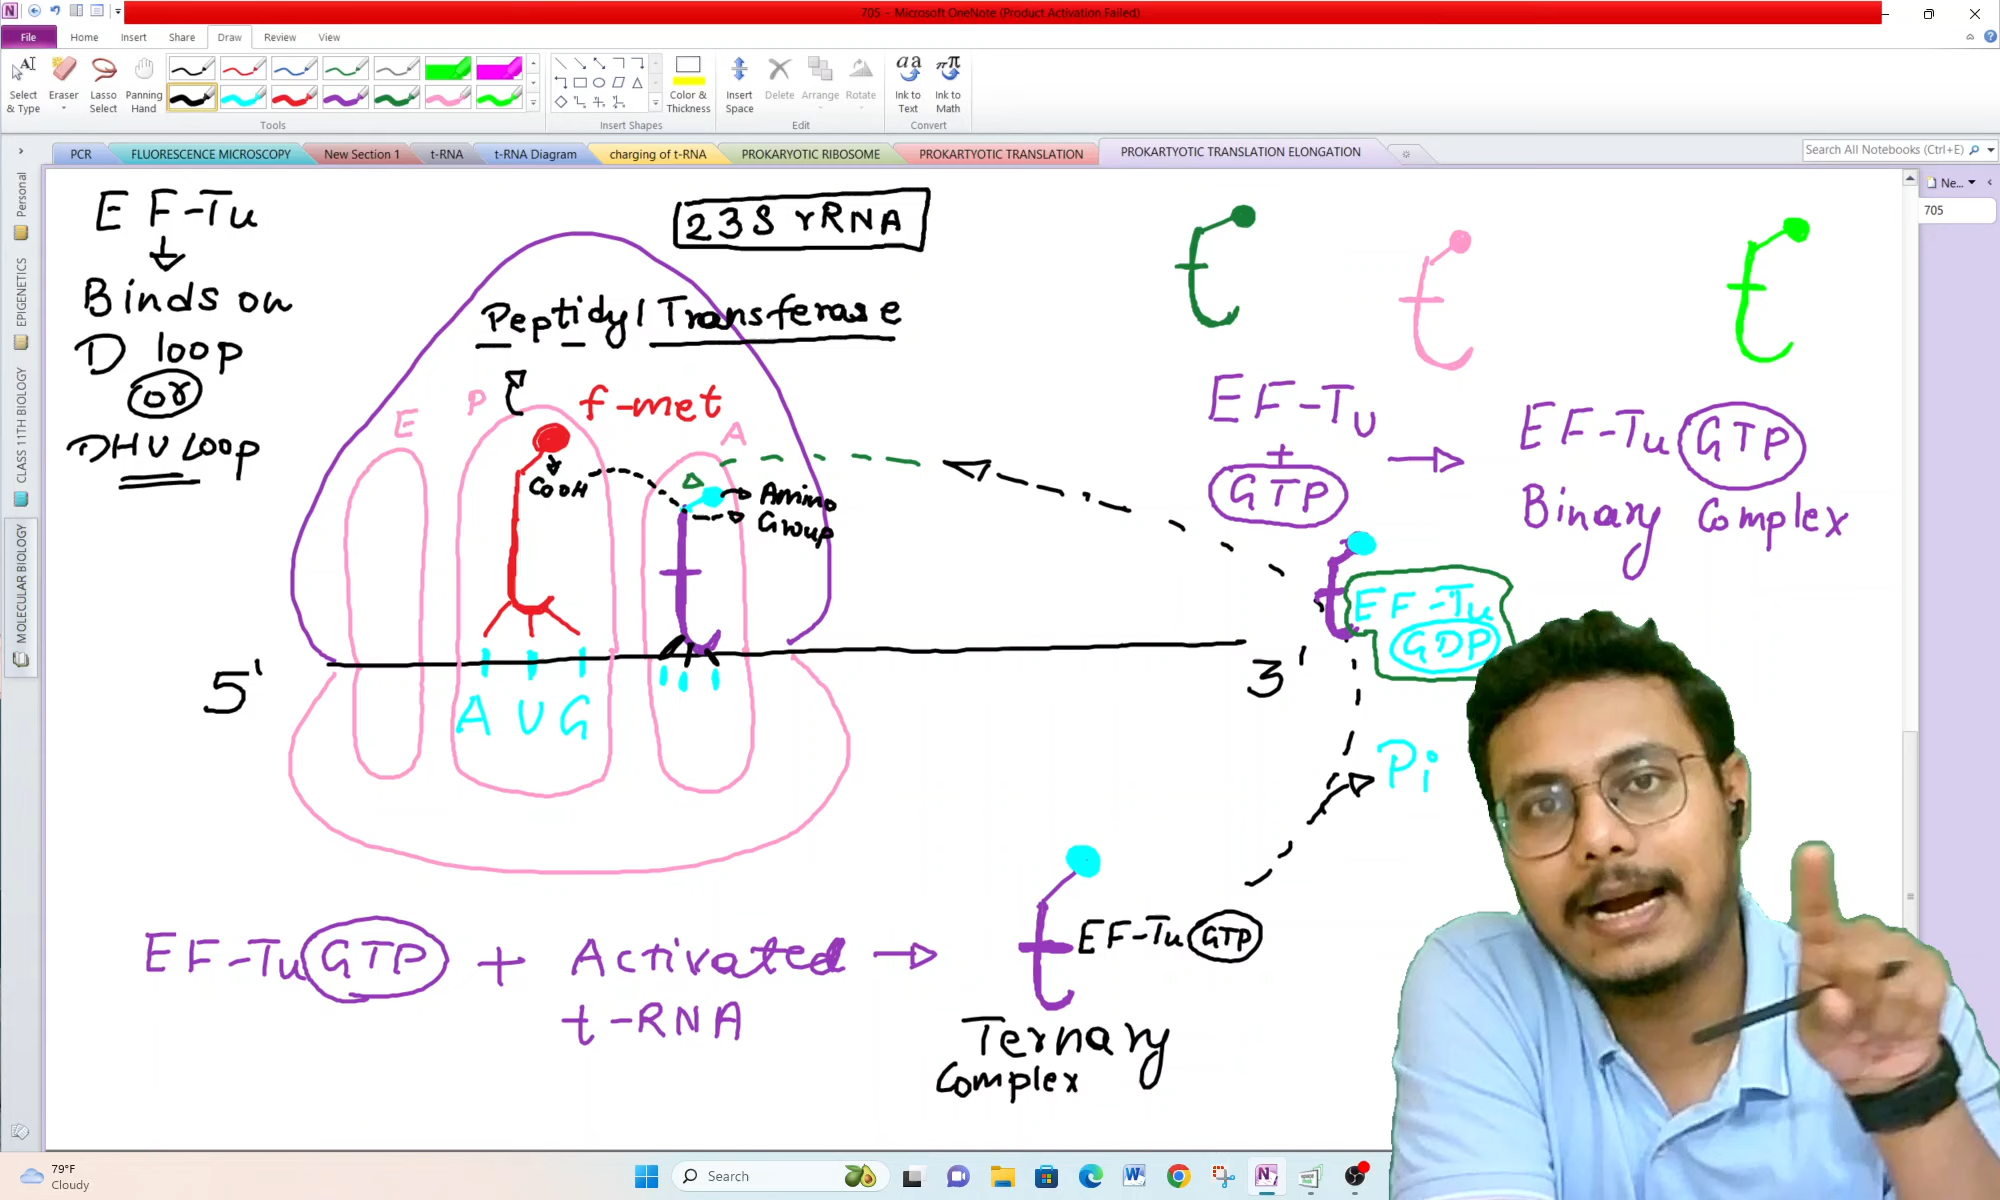 705 - Microsoft OneNote (Product Activation Failed)
File Home Insert Share Draw Review View
Select & Type
Eraser
Lasso Select
Panning Hand
Color & Thickness
Insert Space
Delete
Arrange
Rotate
Ink to Text
Ink to Math
Tools
Insert Shapes
Edit
Convert
PCR
FLUORESCENCE MICROSCOPY
New Section 1
t-RNA
t-RNA Diagram
charging of t-RNA
PROKARYOTIC RIBOSOME
PROKARTYOTIC TRANSLATION
PROKARTYOTIC TRANSLATION ELONGATION
Search All Notebooks (Ctrl+E)
Ne...
705
Personal
EPIGENETICS
CLASS 11TH BIOLOGY
MOLECULAR BIOLOGY
EF-Tu
Binds on
D loop
or
DHU Loop
23S rRNA
Peptidyl Transferase
E
P
f-met
A
COOH
Amino
Group
5'
3'
A U G
EF-Tu
+
GTP
EF-Tu GTP
Binary Complex
EF-Tu
GDP
Pi
EF-Tu GTP + Activated
t-RNA
EF-Tu GTP
Ternary
Complex
79°F
Cloudy
Search